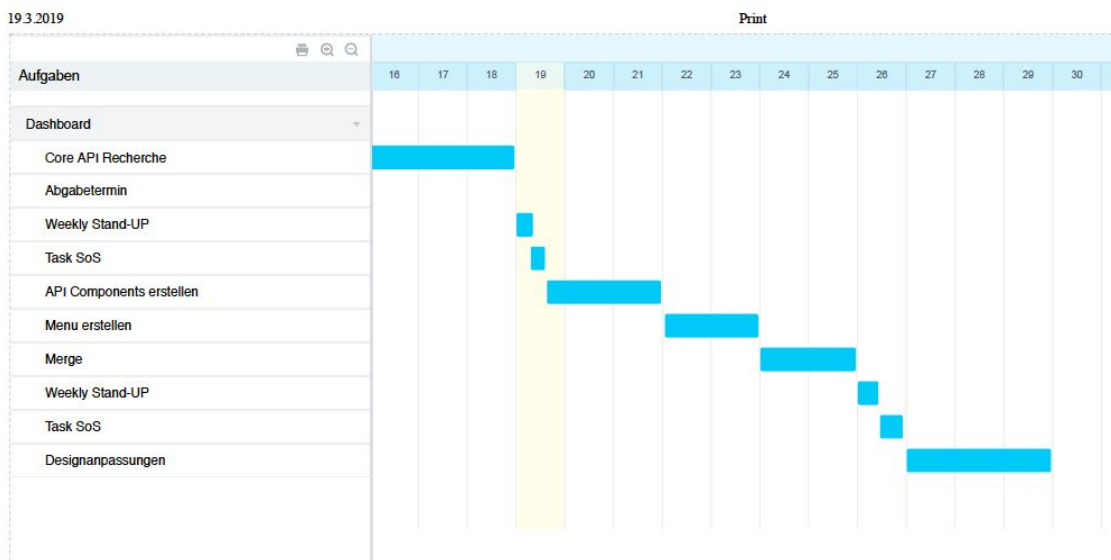 19.3.2019 Print
Aufgaben 16 17 18 19 20 21 22 23 24 25 26 27 28 29 30
Dashboard
Core API Recherche
Abgabetermin
Weekly Stand-UP
Task SoS
API Components erstellen
Menu erstellen
Merge
Weekly Stand-UP
Task SoS
Designanpassungen